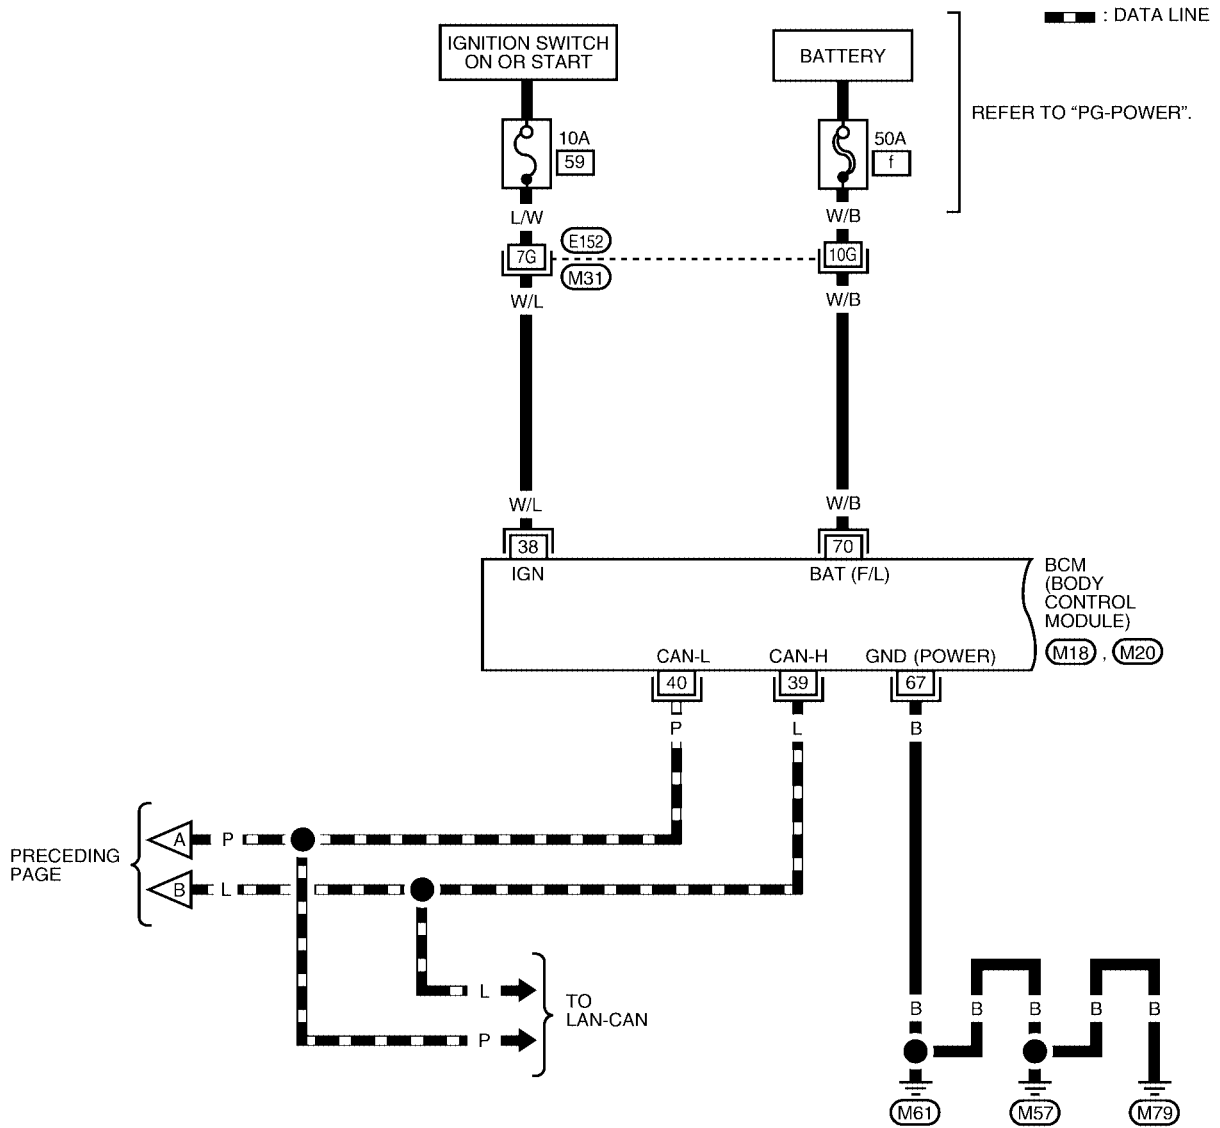 : DATA LINE
IGNITION SWITCH
ON OR START
BATTERY
REFER TO “PG-POWER”.
10A
59
50A
f
L/W
W/B
E152
7G
10G
M31
W/L
W/B
W/L
W/B
38
70
IGN
BAT (F/L)
BCM
(BODY
CONTROL
MODULE)
M18 , M20
CAN-L
CAN-H
GND (POWER)
40
39
67
P
L
B
PRECEDING
PAGE
A
P
B
L
L
P
TO
LAN-CAN
B
B
B
B
B
M61
M57
M79